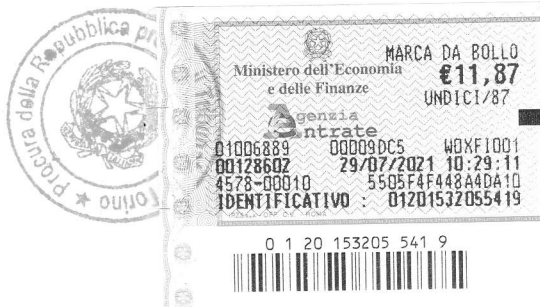 Procura della Repubblica pr
Torino
Ministero dell'Economia
e delle Finanze
MARCA DA BOLLO
€11,87
UNDICI/87
Agenzia
Entrate
01006889 00009DC5 W0XFI001
00128602 29/07/2021 10:29:11
4578-00010 5505F4F448A4DA10
IDENTIFICATIVO : 01201532055419
0 1 20 153205 541 9